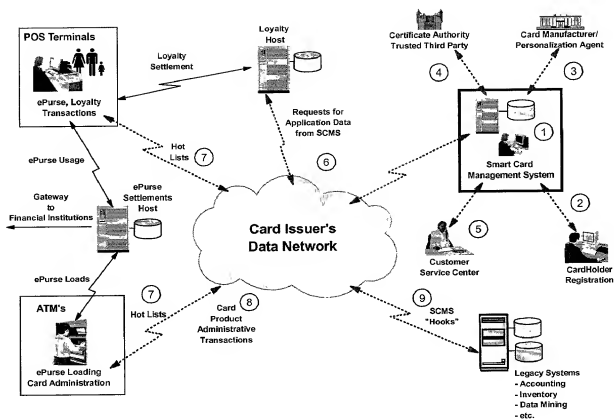 POS Terminals
ePurse, Loyalty
Transactions
Loyalty
Settlement
Loyalty
Host
Certificate Authority
Trusted Third Party
Card Manufacturer/
Personalization Agent
4
3
1
Smart Card
Management System
Requests for
Application Data
from SCMS
6
Hot
Lists
7
ePurse Usage
Gateway
to
Financial Institutions
ePurse
Settlements
Host
Card Issuer's
Data Network
2
5
Customer
Service Center
CardHolder
Registration
ePurse Loads
ATM's
ePurse Loading
Card Administration
7
Hot Lists
8
Card
Product
Administrative
Transactions
9
SCMS
"Hooks"
Legacy Systems
- Accounting
- Inventory
- Data Mining
- etc.